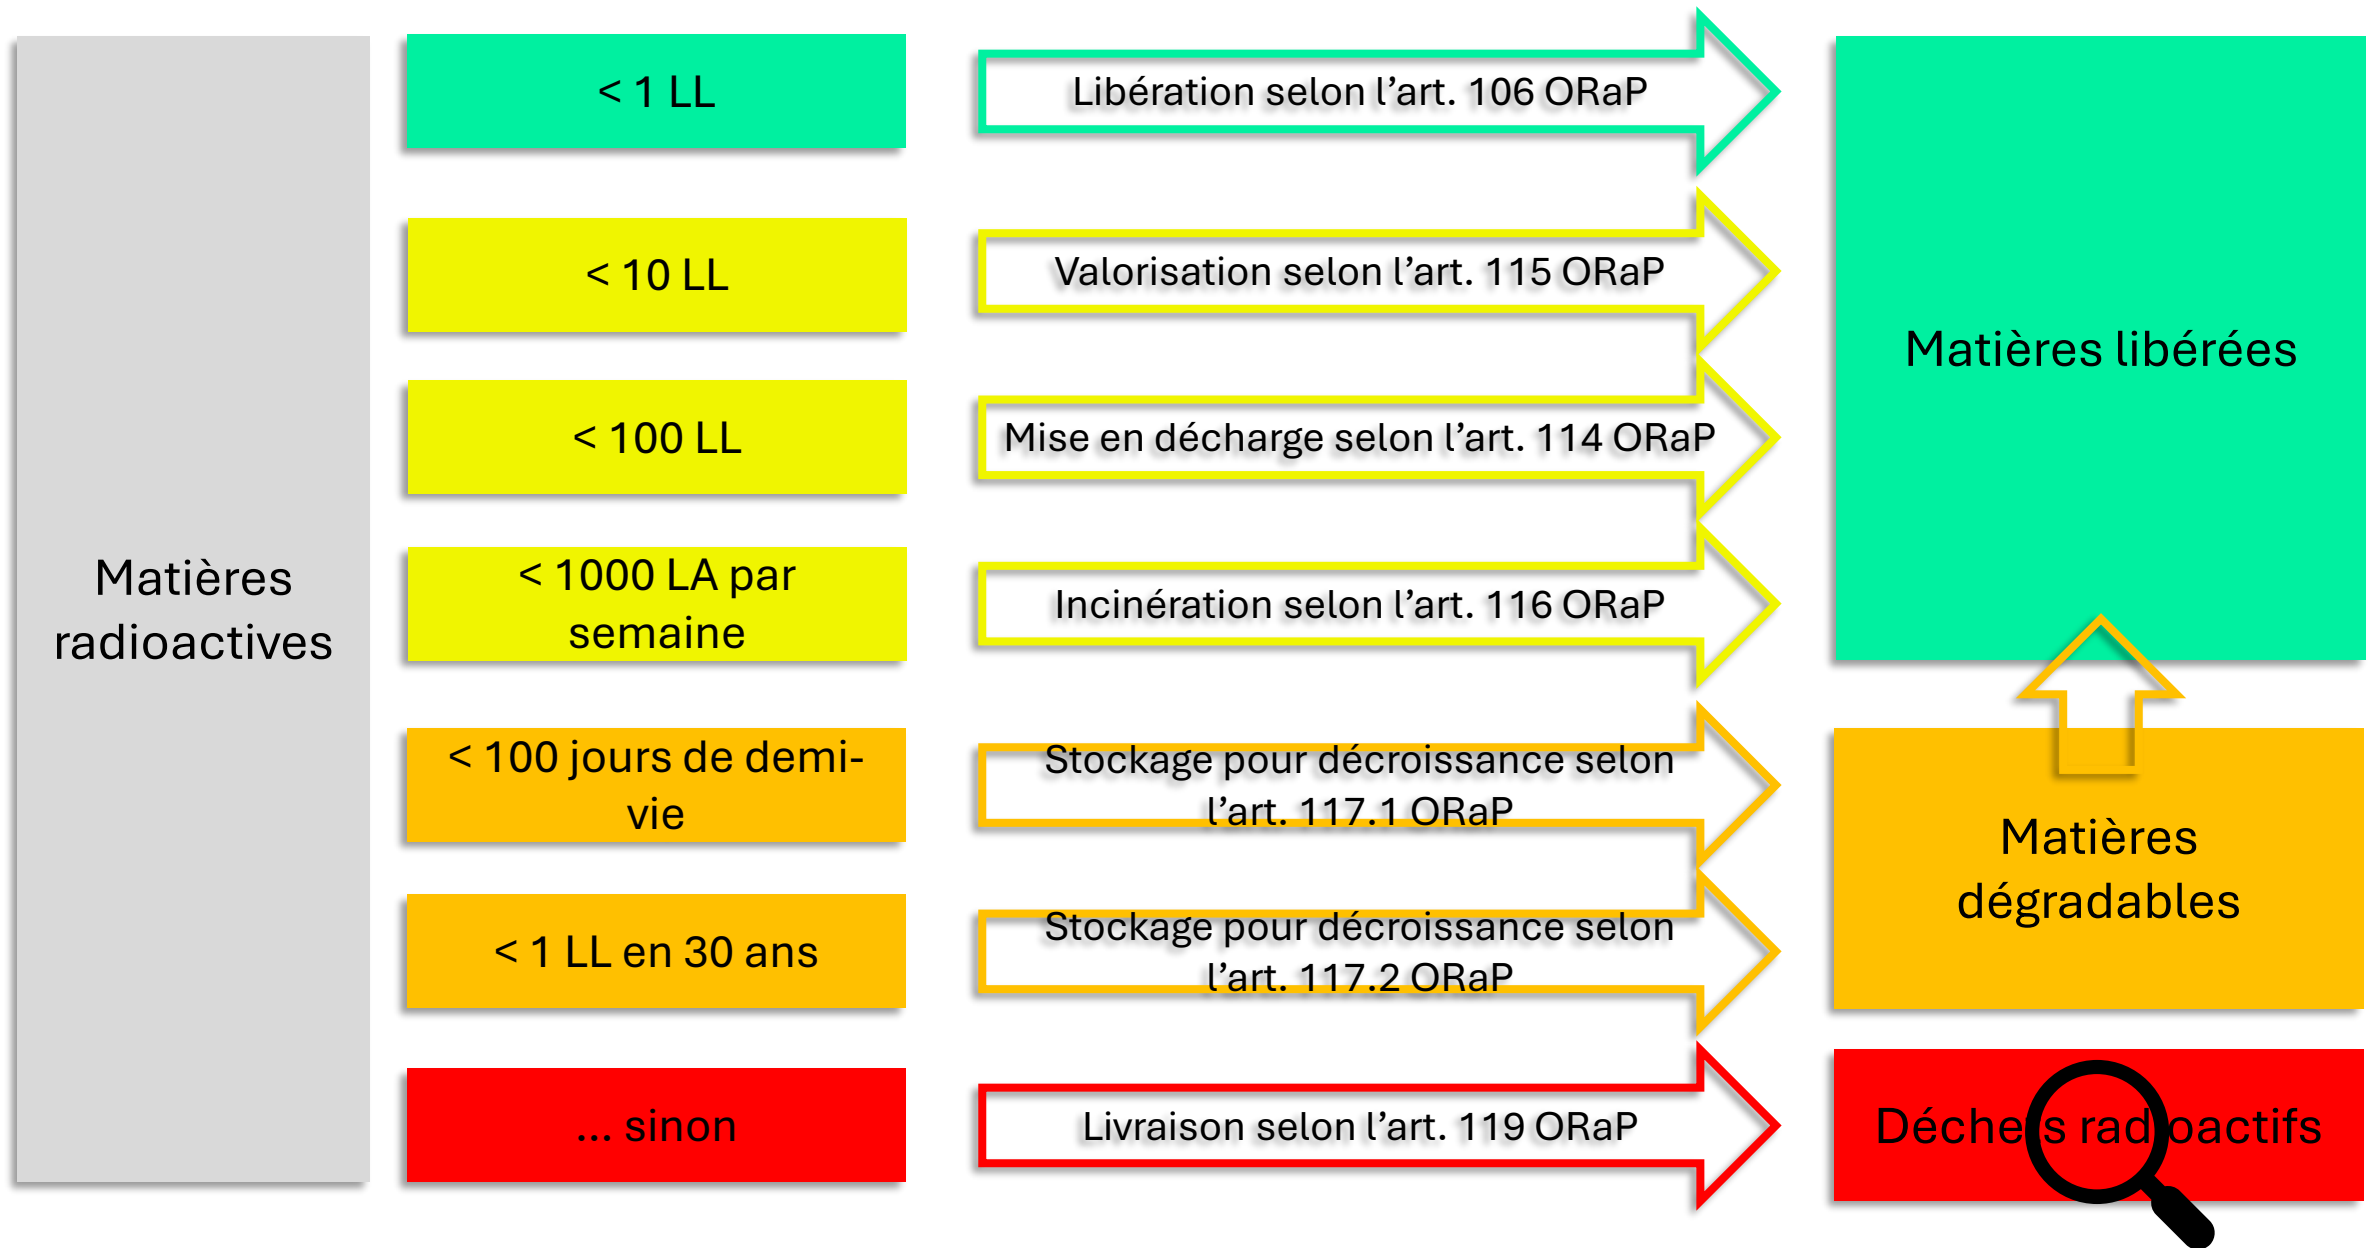 Matières
radioactives
< 1 LL
Libération selon l’art. 106 ORaP
< 10 LL
Valorisation selon l’art. 115 ORaP
< 100 LL
Mise en décharge selon l’art. 114 ORaP
< 1000 LA par
semaine
Incinération selon l’art. 116 ORaP
Matières libérées
< 100 jours de demi-
vie
Stockage pour décroissance selon
l’art. 117.1 ORaP
< 1 LL en 30 ans
Stockage pour décroissance selon
l’art. 117.2 ORaP
Matières
dégradables
... sinon
Livraison selon l’art. 119 ORaP
Déchets radioactifs